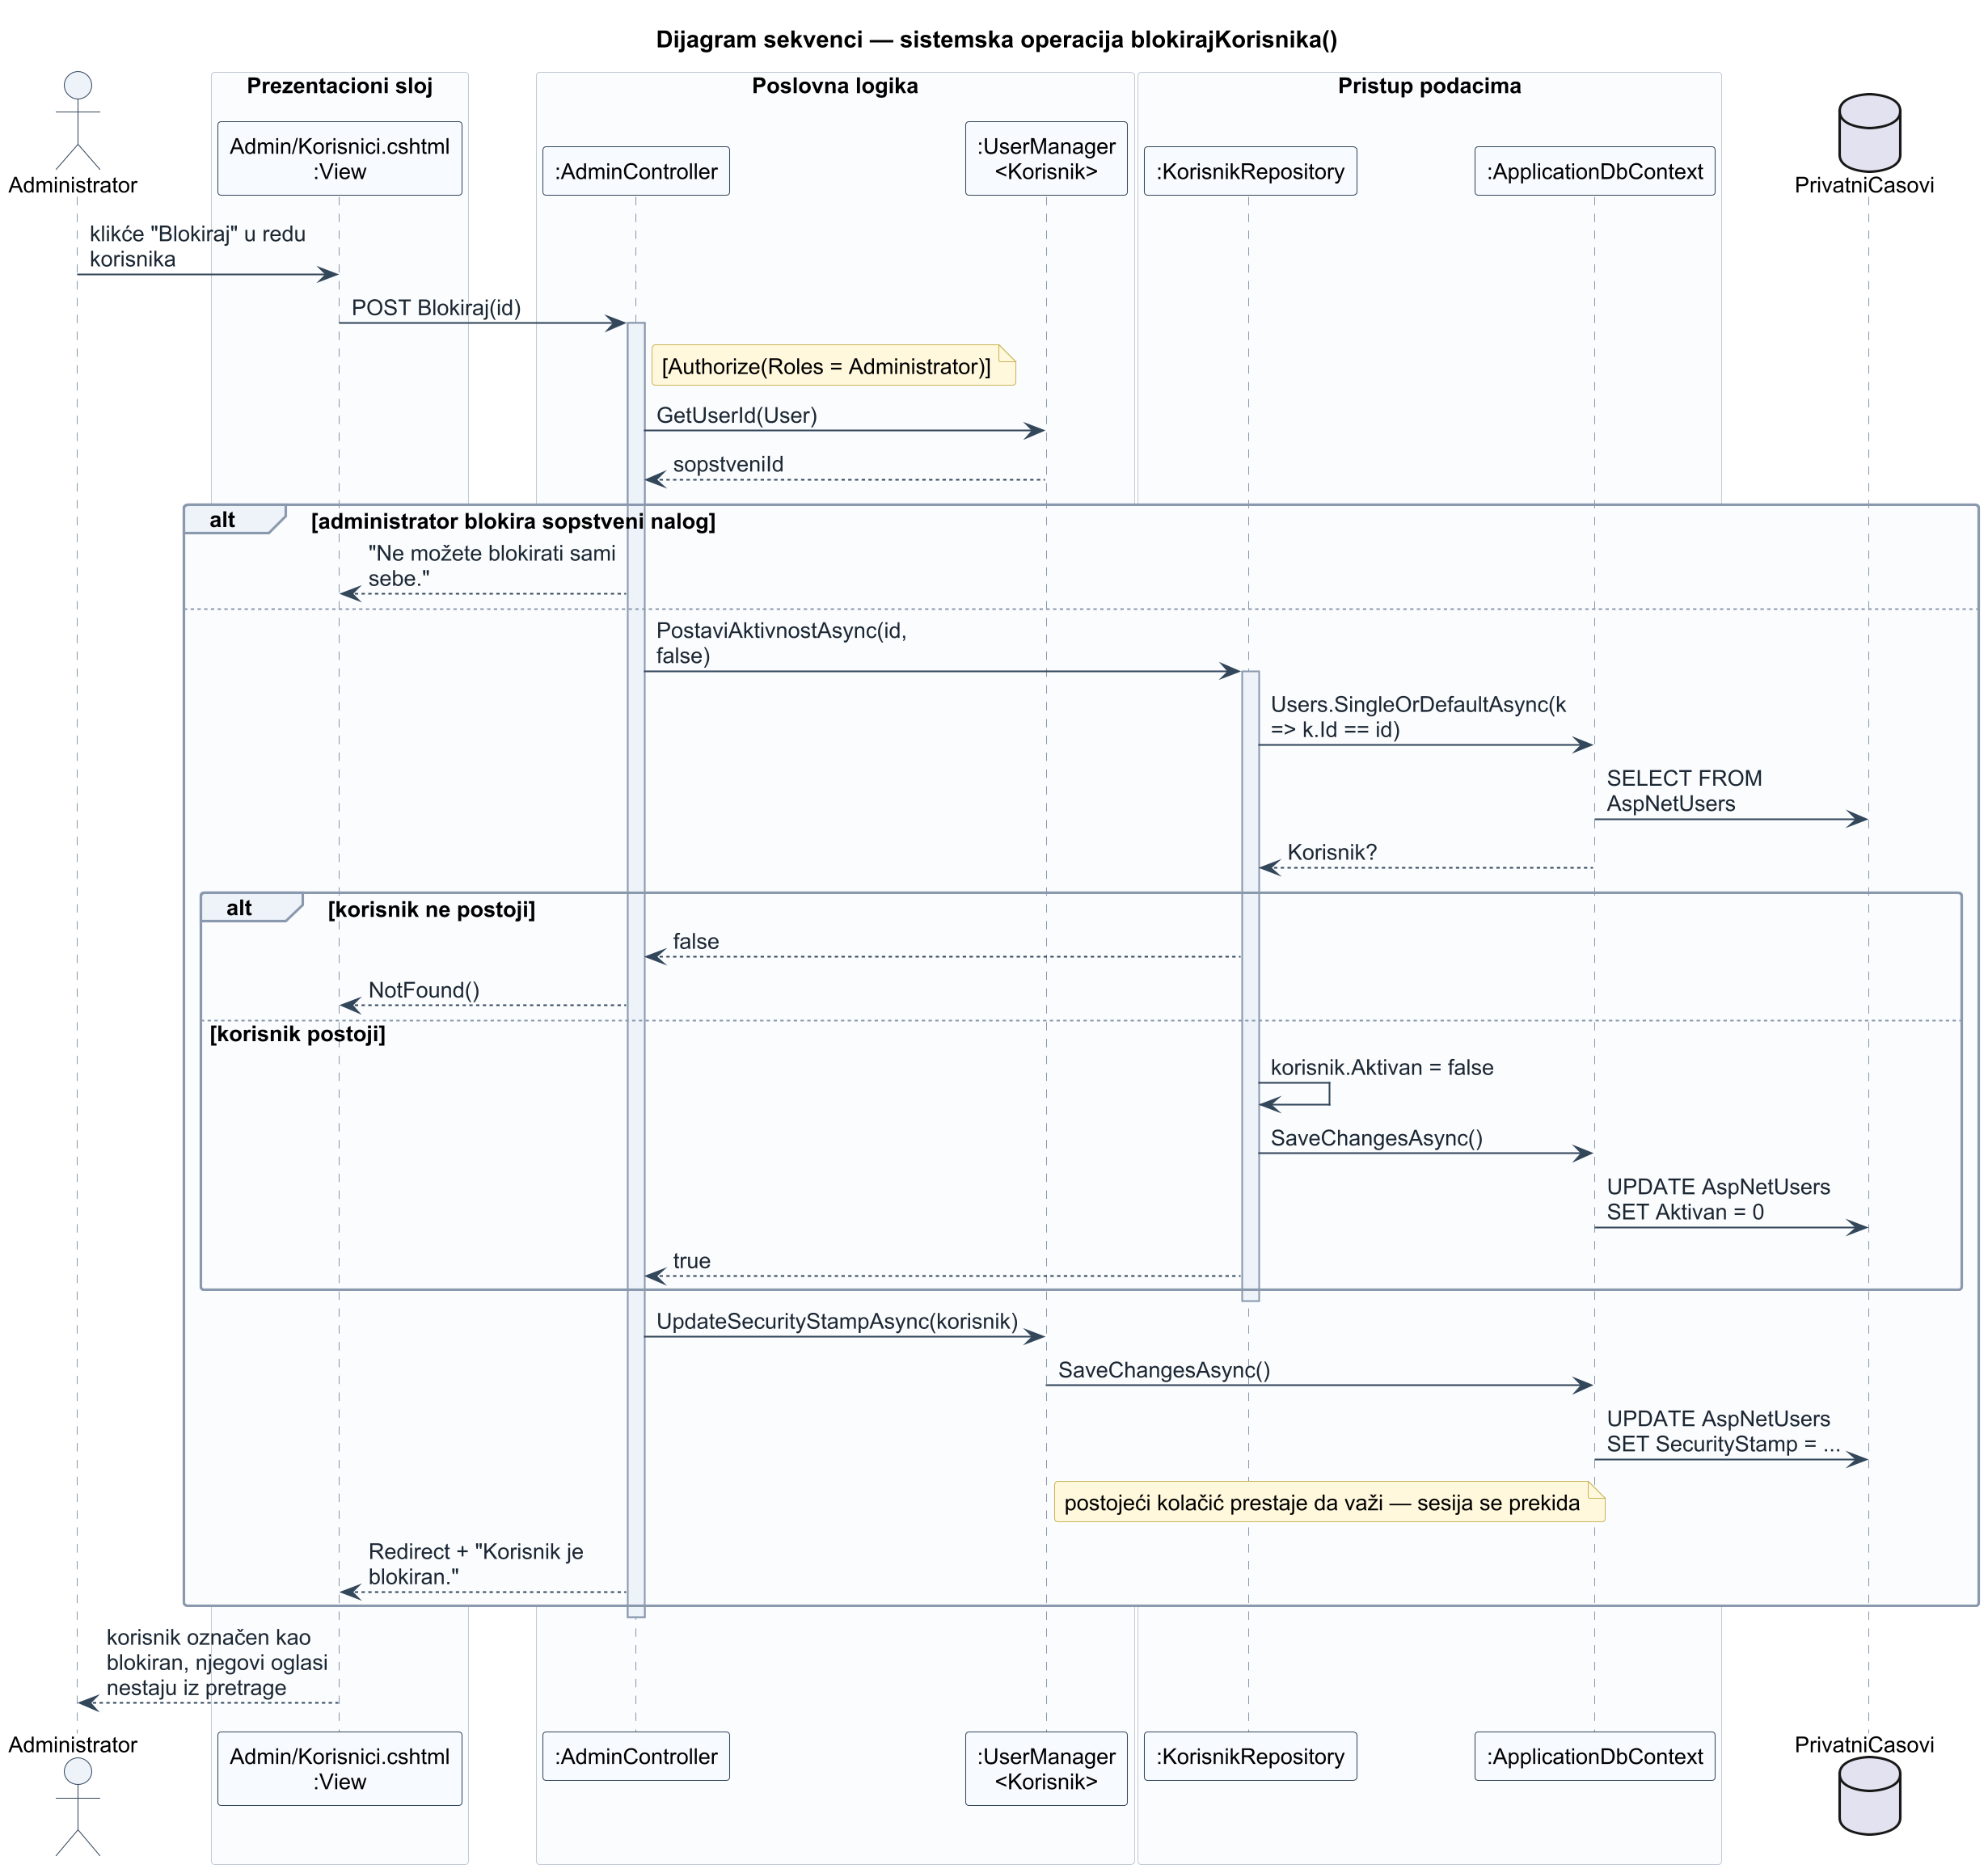 Dijagram sekvenci — sistemska operacija blokirajKorisnika()
Prezentacioni sloj
Poslovna logika
Pristup podacima
Administrator
Admin/Korisnici.cshtml
:View
:AdminController
:UserManager
<Korisnik>
:KorisnikRepository
:ApplicationDbContext
PrivatniCasovi
klikće "Blokiraj" u redu
korisnika
POST Blokiraj(id)
[Authorize(Roles = Administrator)]
GetUserId(User)
sopstveniId
alt
[administrator blokira sopstveni nalog]
"Ne možete blokirati sami
sebe."
PostaviAktivnostAsync(id,
false)
Users.SingleOrDefaultAsync(k
=> k.Id == id)
SELECT FROM
AspNetUsers
Korisnik?
alt
[korisnik ne postoji]
false
NotFound()
[korisnik postoji]
korisnik.Aktivan = false
SaveChangesAsync()
UPDATE AspNetUsers
SET Aktivan = 0
true
UpdateSecurityStampAsync(korisnik)
SaveChangesAsync()
UPDATE AspNetUsers
SET SecurityStamp = ...
postojeći kolačić prestaje da važi — sesija se prekida
Redirect + "Korisnik je
blokiran."
korisnik označen kao
blokiran, njegovi oglasi
nestaju iz pretrage
Administrator
Admin/Korisnici.cshtml
:View
:AdminController
:UserManager
<Korisnik>
:KorisnikRepository
:ApplicationDbContext
PrivatniCasovi